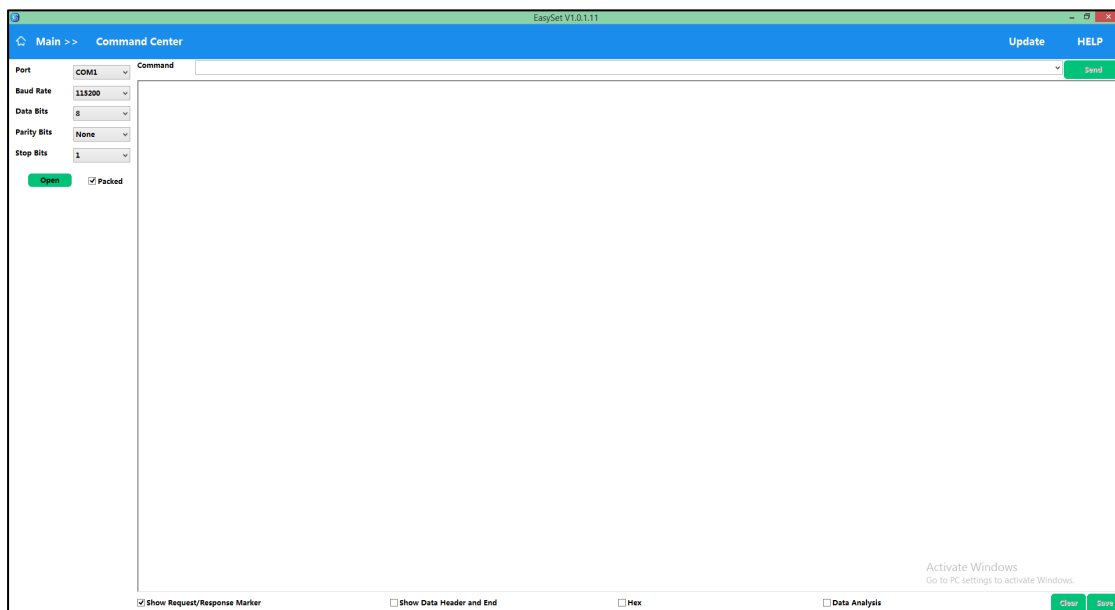 EasySet V1.0.1.11
Main >> Command Center Update HELP
Port COM1 Command Send
Baud Rate 115200
Data Bits 8
Parity Bits None
Stop Bits 1
Open Packed
Activate Windows
Go to PC settings to activate Windows.
Show Request/Response Marker Show Data Header and End Hex Data Analysis Clear Save